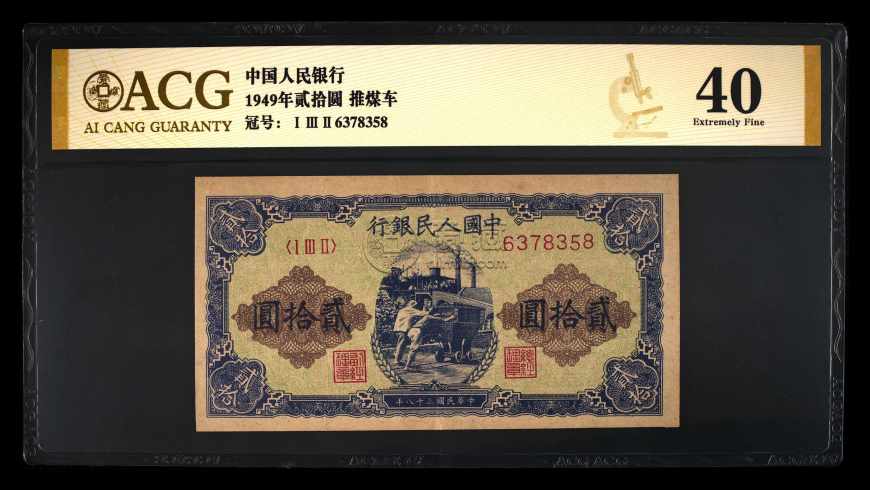 ACG
AI CANG GUARANTY
中国人民银行
1949年贰拾圆 推煤车
冠号: I III II 6378358
40
Extremely Fine
行銀民人國中
〈I III II〉
6378358
圓拾貳
圓拾貳
年八十三國民華中